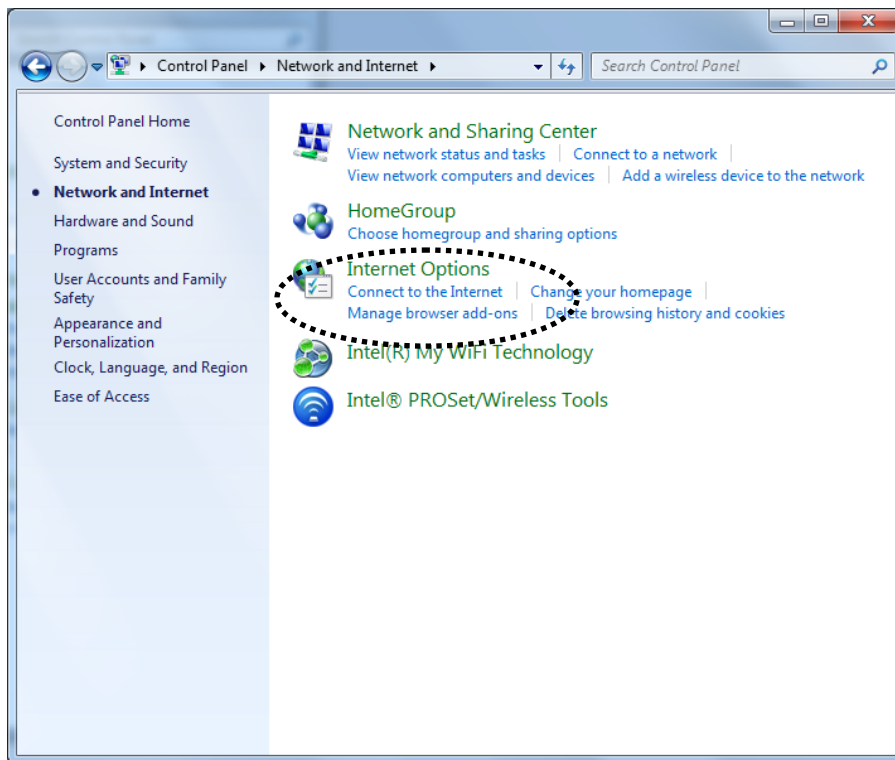 Control Panel Network and Internet Search Control Panel
Control Panel Home
System and Security
Network and Internet
Hardware and Sound
Programs
User Accounts and Family
Safety
Appearance and
Personalization
Clock, Language, and Region
Ease of Access
Network and Sharing Center
View network status and tasks Connect to a network
View network computers and devices Add a wireless device to the network
HomeGroup
Choose homegroup and sharing options
Internet Options
Connect to the Internet Change your homepage
Manage browser add-ons Delete browsing history and cookies
Intel(R) My WiFi Technology
Intel® PROSet/Wireless Tools